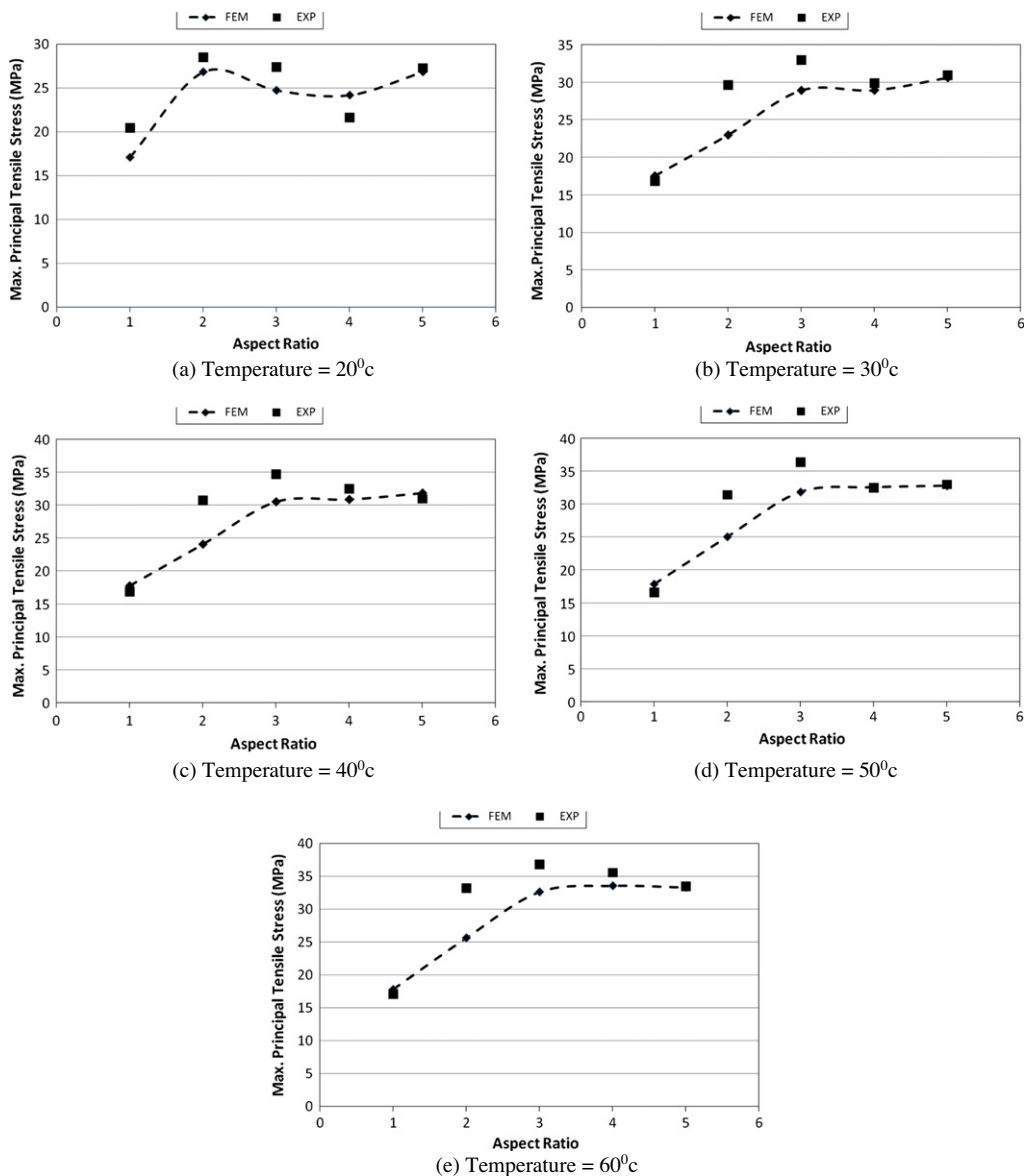 FEM EXP
Max. Principal Tensile Stress (MPa)
30
25
20
15
10
5
0
0 1 2 3 4 5 6
Aspect Ratio
(a) Temperature = 20⁰c
FEM EXP
Max.Principal Tensile Stress (MPa)
35
30
25
20
15
10
5
0
0 1 2 3 4 5 6
Aspect Ratio
(b) Temperature = 30⁰c
FEM EXP
Max. Principal Tensile Stress (MPa)
40
35
30
25
20
15
10
5
0
0 1 2 3 4 5 6
Aspect Ratio
(c) Temperature = 40⁰c
FEM EXP
Max. Principal Tensile Stress (MPa)
40
35
30
25
20
15
10
5
0
0 1 2 3 4 5 6
Aspect Ratio
(d) Temperature = 50⁰c
FEM EXP
Max. Principal Tensile Stress (MPa)
40
35
30
25
20
15
10
5
0
0 1 2 3 4 5 6
Aspect Ratio
(e) Temperature = 60⁰c